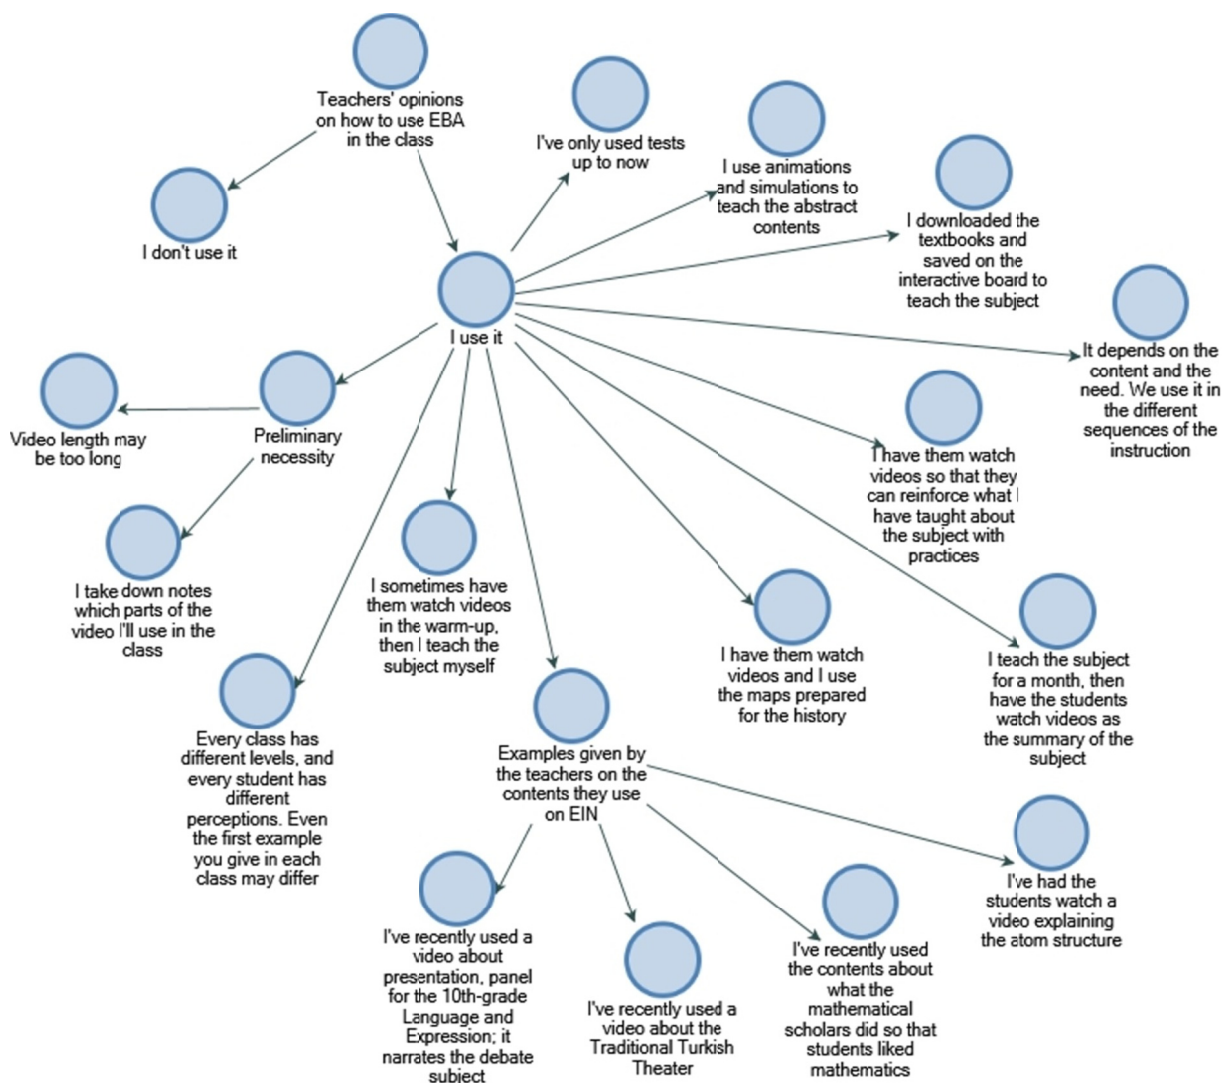 Teachers' opinions
on how to use EBA
in the class
I've only used tests
up to now
I use animations
and simulations to
teach the abstract
contents
I downloaded the
textbooks and
saved on the
interactive board to
teach the subject
I don't use it
I use it
It depends on the
content and the
need. We use it in
the different
sequences of the
instruction
Video length may
be too long
Preliminary
necessity
I have them watch
videos so that they
can reinforce what I
have taught about
the subject with
practices
I take down notes
which parts of the
video I'll use in the
class
I sometimes have
them watch videos
in the warm-up,
then I teach the
subject myself
I have them watch
videos and I use
the maps prepared
for the history
I teach the subject
for a month, then
have the students
watch videos as
the summary of the
subject
Every class has
different levels, and
every student has
different
perceptions. Even
the first example
you give in each
class may differ
Examples given by
the teachers on the
contents they use
on EIN
I've had the
students watch a
video explaining
the atom structure
I've recently used a
video about
presentation, panel
for the 10th-grade
Language and
Expression; it
narrates the debate
subject
I've recently used a
video about the
Traditional Turkish
Theater
I've recently used
the contents about
what the
mathematical
scholars did so that
students liked
mathematics